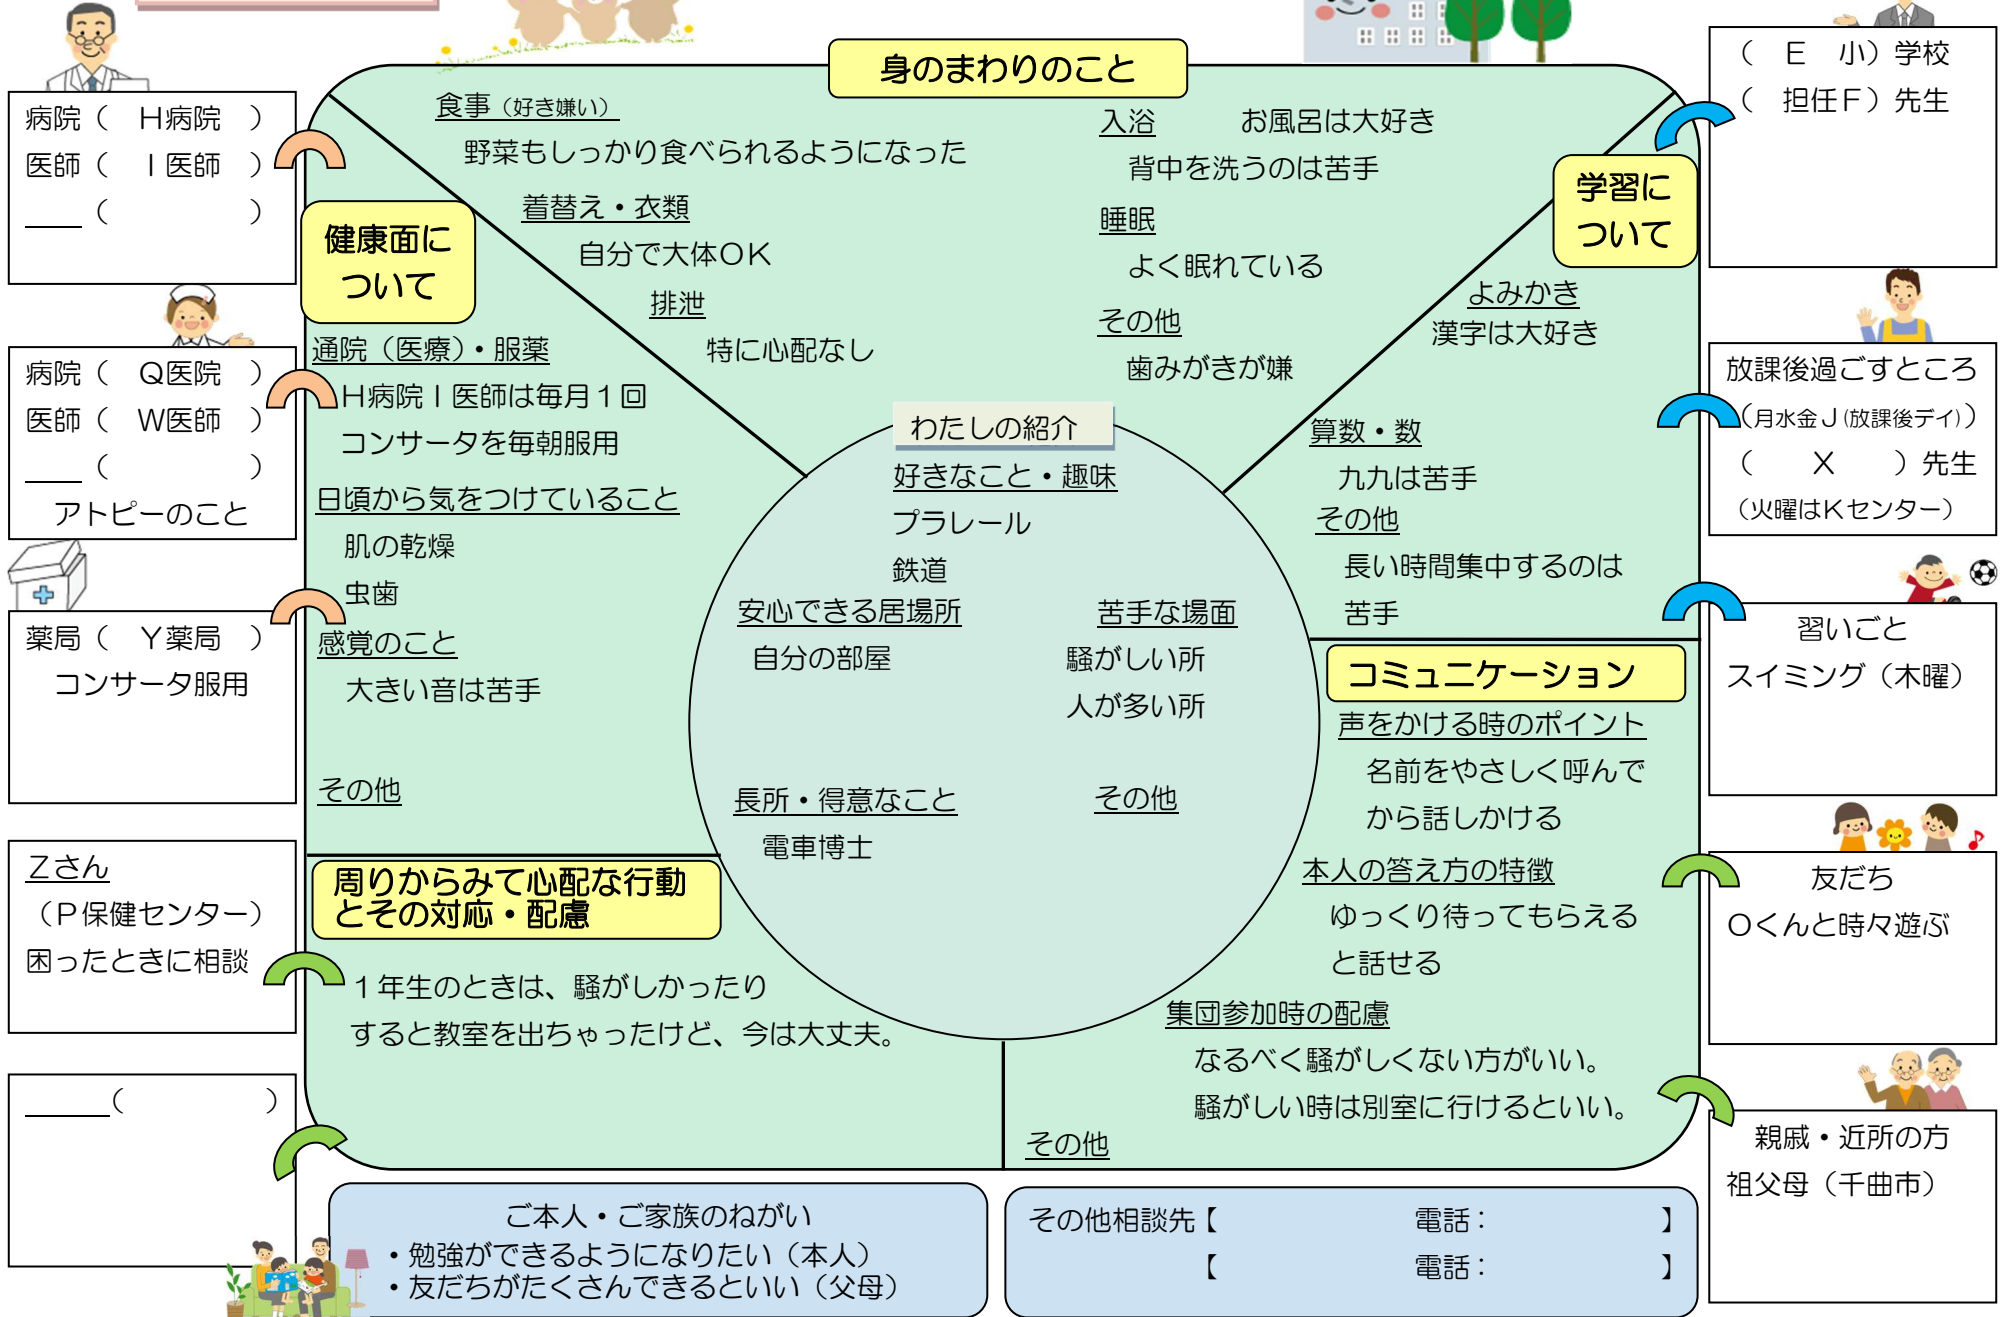 身のまわりのこと
食事（好き嫌い）
野菜もしっかり食べられるようになった
着替え・衣類
自分で大体OK
排泄
特に心配なし
入浴　お風呂は大好き
背中を洗うのは苦手
睡眠
よく眠れている
その他
歯みがきが嫌
健康面に
ついて
通院（医療）・服薬
H病院I医師は毎月1回
コンサータを毎朝服用
日頃から気をつけていること
肌の乾燥
虫歯
感覚のこと
大きい音は苦手
その他
学習に
ついて
よみかき
漢字は大好き
算数・数
九九は苦手
その他
長い時間集中するのは
苦手
わたしの紹介
好きなこと・趣味
プラレール
鉄道
安心できる居場所
自分の部屋
苦手な場面
騒がしい所
人が多い所
長所・得意なこと
電車博士
その他
コミュニケーション
声をかける時のポイント
名前をやさしく呼んで
から話しかける
本人の答え方の特徴
ゆっくり待ってもらえる
と話せる
集団参加時の配慮
なるべく騒がしくない方がいい。
騒がしい時は別室に行けるといい。
その他
周りからみて心配な行動
とその対応・配慮
1年生のときは、騒がしかったり
すると教室を出ちゃったけど、今は大丈夫。
病院（　H病院　）
医師（　I医師　）
＿＿（　　　　　）
病院（　Q医院　）
医師（　W医師　）
＿＿（　　　　　）
アトピーのこと
薬局（　Y薬局　）
コンサータ服用
Zさん
（P保健センター）
困ったときに相談
＿＿＿（　　　　　）
（　E　小）学校
（　担任F）先生
放課後過ごすところ
（月水金J(放課後デイ)）
（　　X　　）先生
（火曜はKセンター）
習いごと
スイミング（木曜）
友だち
Oくんと時々遊ぶ
親戚・近所の方
祖父母（千曲市）
ご本人・ご家族のねがい
・勉強ができるようになりたい（本人）
・友だちがたくさんできるといい（父母）
その他相談先【　　　　　　　電話：　　　　　　】
【　　　　　　　電話：　　　　　　】